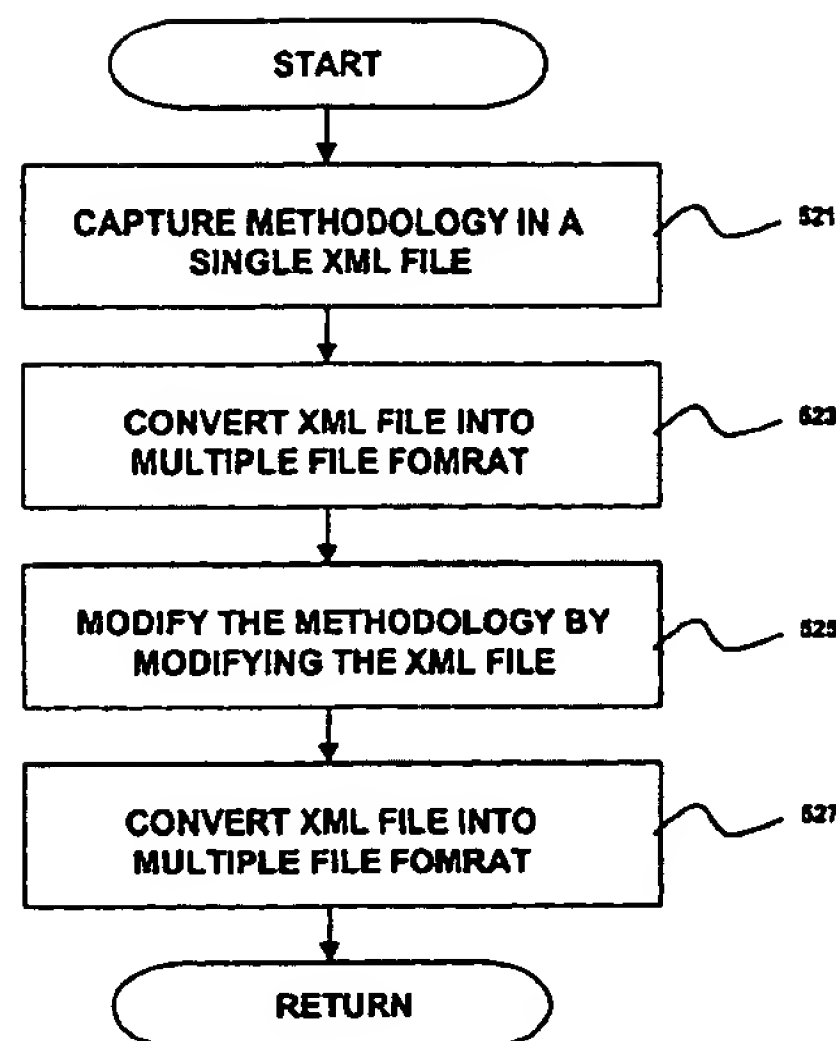 START
CAPTURE METHODOLOGY IN A
SINGLE XML FILE
521
CONVERT XML FILE INTO
MULTIPLE FILE FOMRAT
523
MODIFY THE METHODOLOGY BY
MODIFYING THE XML FILE
525
CONVERT XML FILE INTO
MULTIPLE FILE FOMRAT
527
RETURN